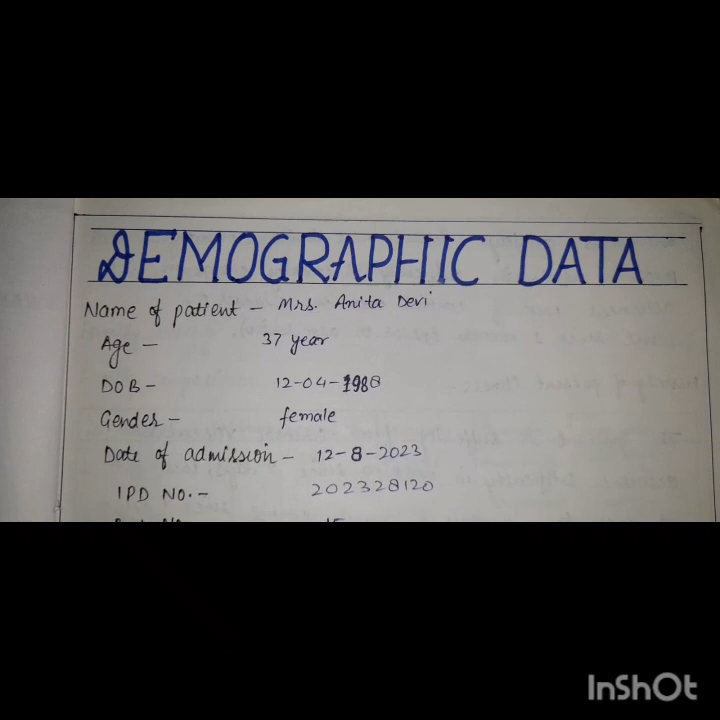 DEMOGRAPHIC DATA
Name of patient - Mrs. Anita Devi
Age - 37 year
DOB - 12-04-1988
Gender - female
Date of admission - 12-8-2023
IPD NO. - 202328120
InShOt